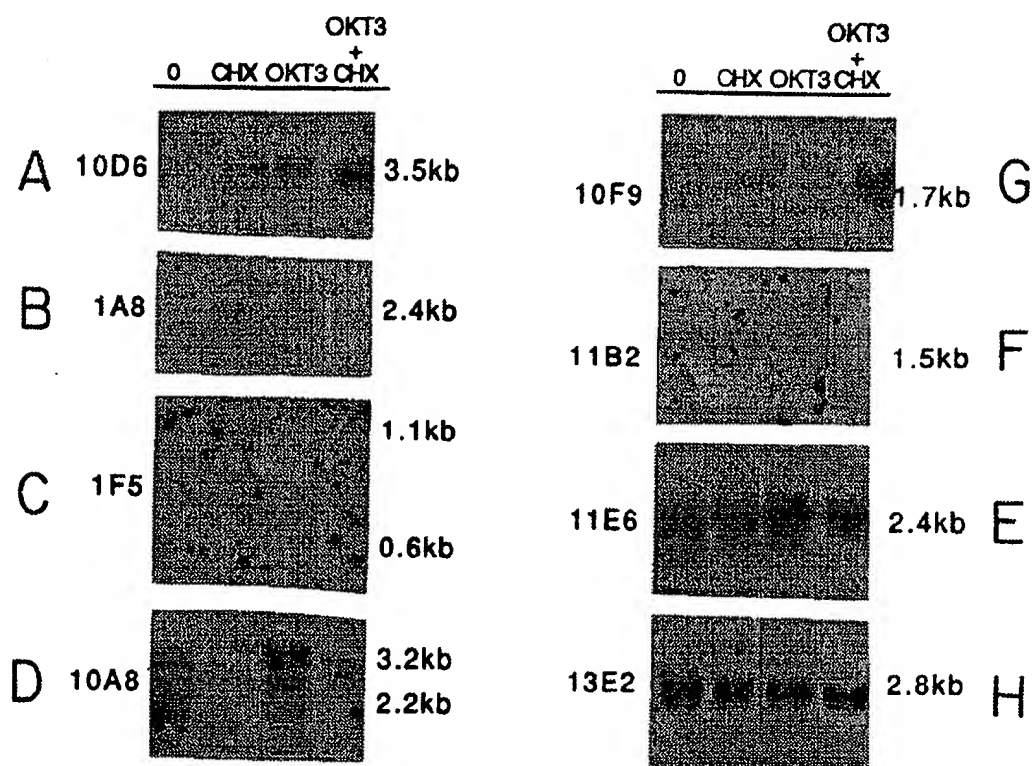 OKT3
+
0 CHX OKT3 CHX
A 10D6 3.5kb
B 1A8 2.4kb
1.1kb
C 1F5
0.6kb
3.2kb
D 10A8
2.2kb
OKT3
+
0 CHX OKT3 CHX
10F9 1.7kb G
11B2 1.5kb F
11E6 2.4kb E
13E2 2.8kb H